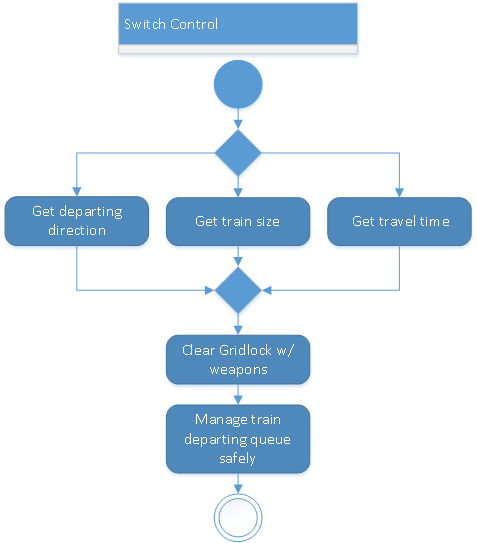 Switch Control
Get departing
direction
Get train size
Get travel time
Clear Gridlock w/
weapons
Manage train
departing queue
safely